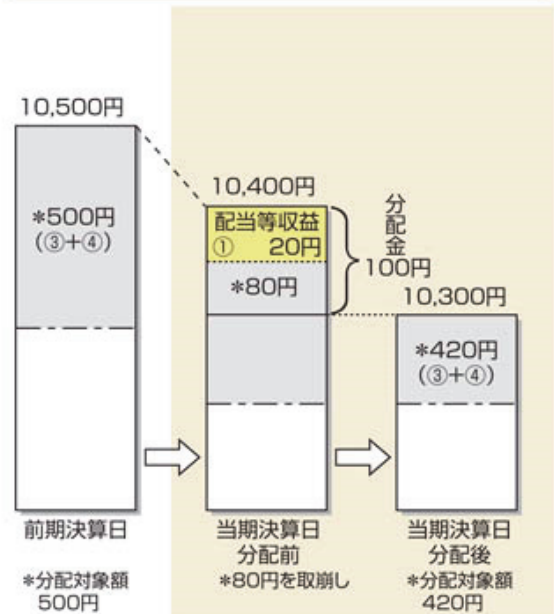 10,500円
*500円
(③+④)
前期決算日
*分配対象額
500円
10,400円
配当等収益
① 20円
*80円
分配金
100円
当期決算日
分配前
*80円を取崩し
10,300円
*420円
(③+④)
当期決算日
分配後
*分配対象額
420円